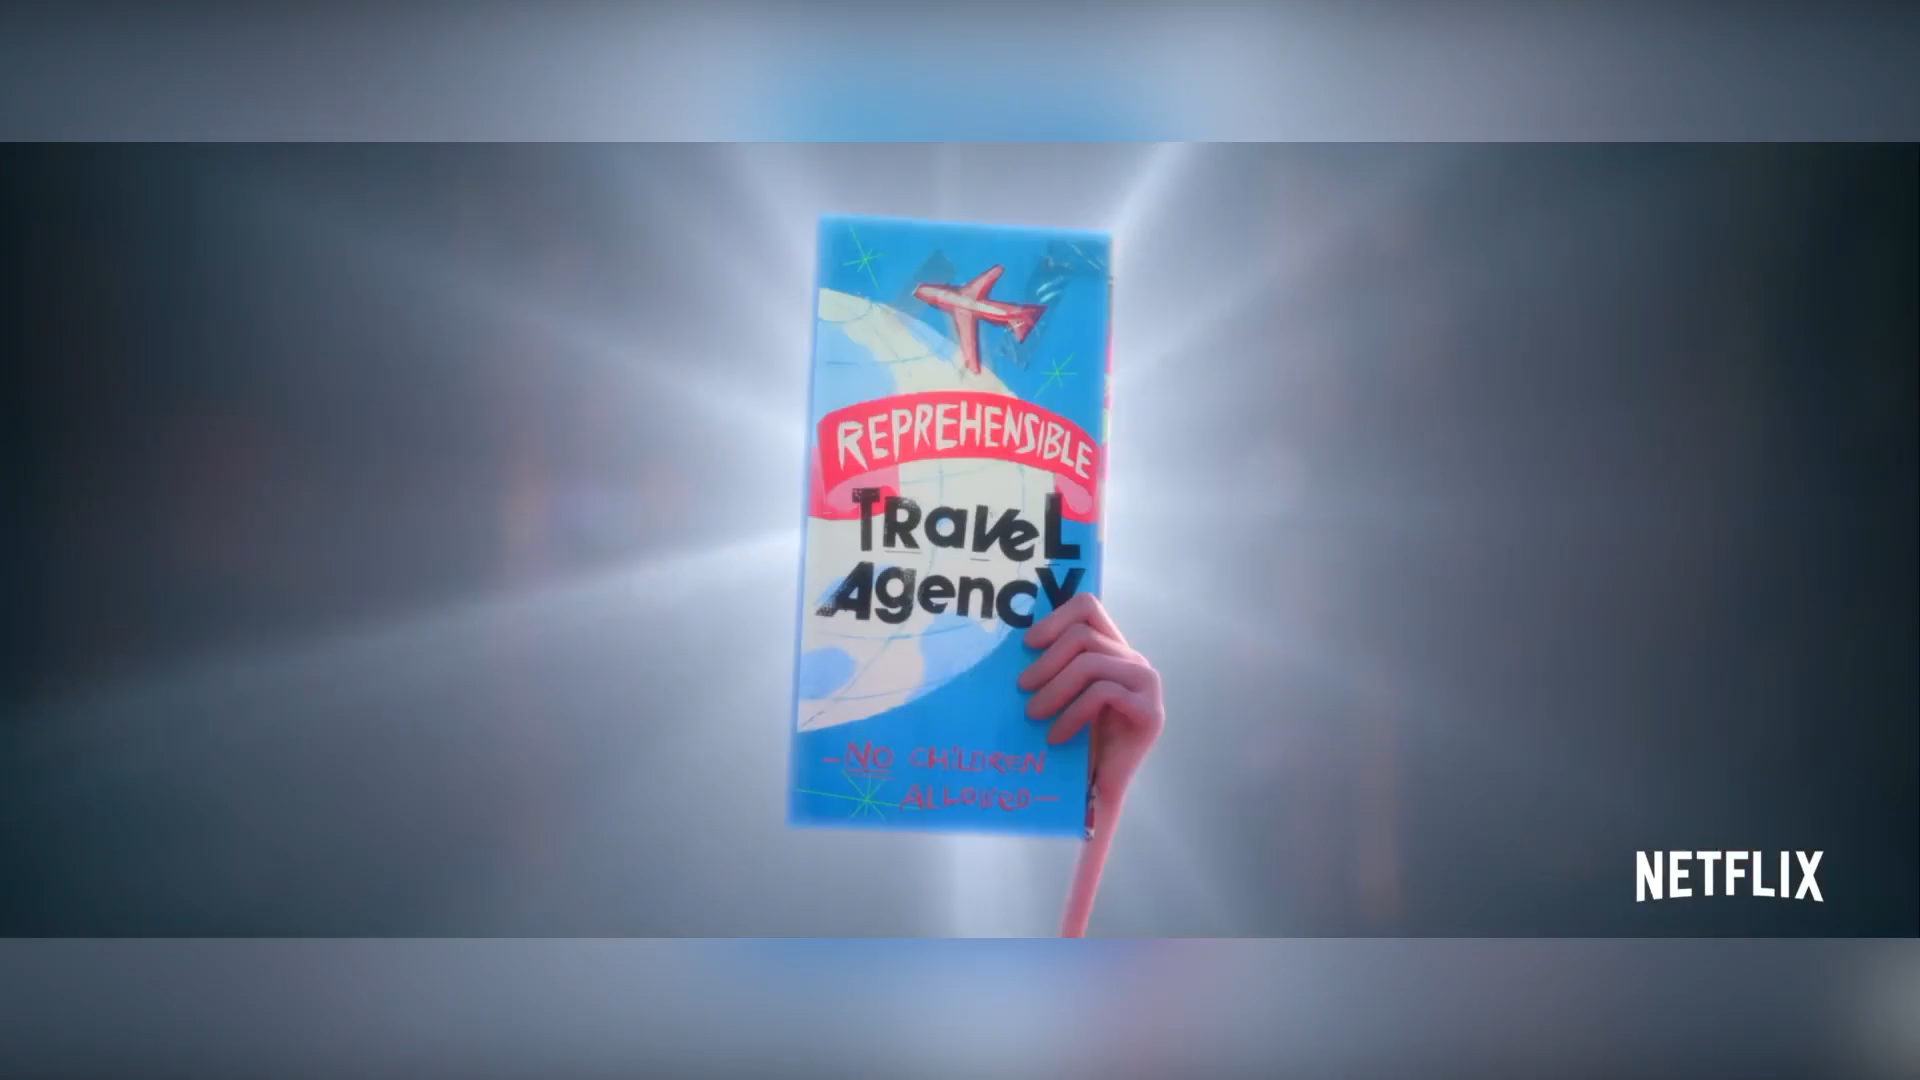 REPREHENSIBLE
TRaveL
AgencY
–NO CHILDREN
ALLOWeD–
NETFLIX